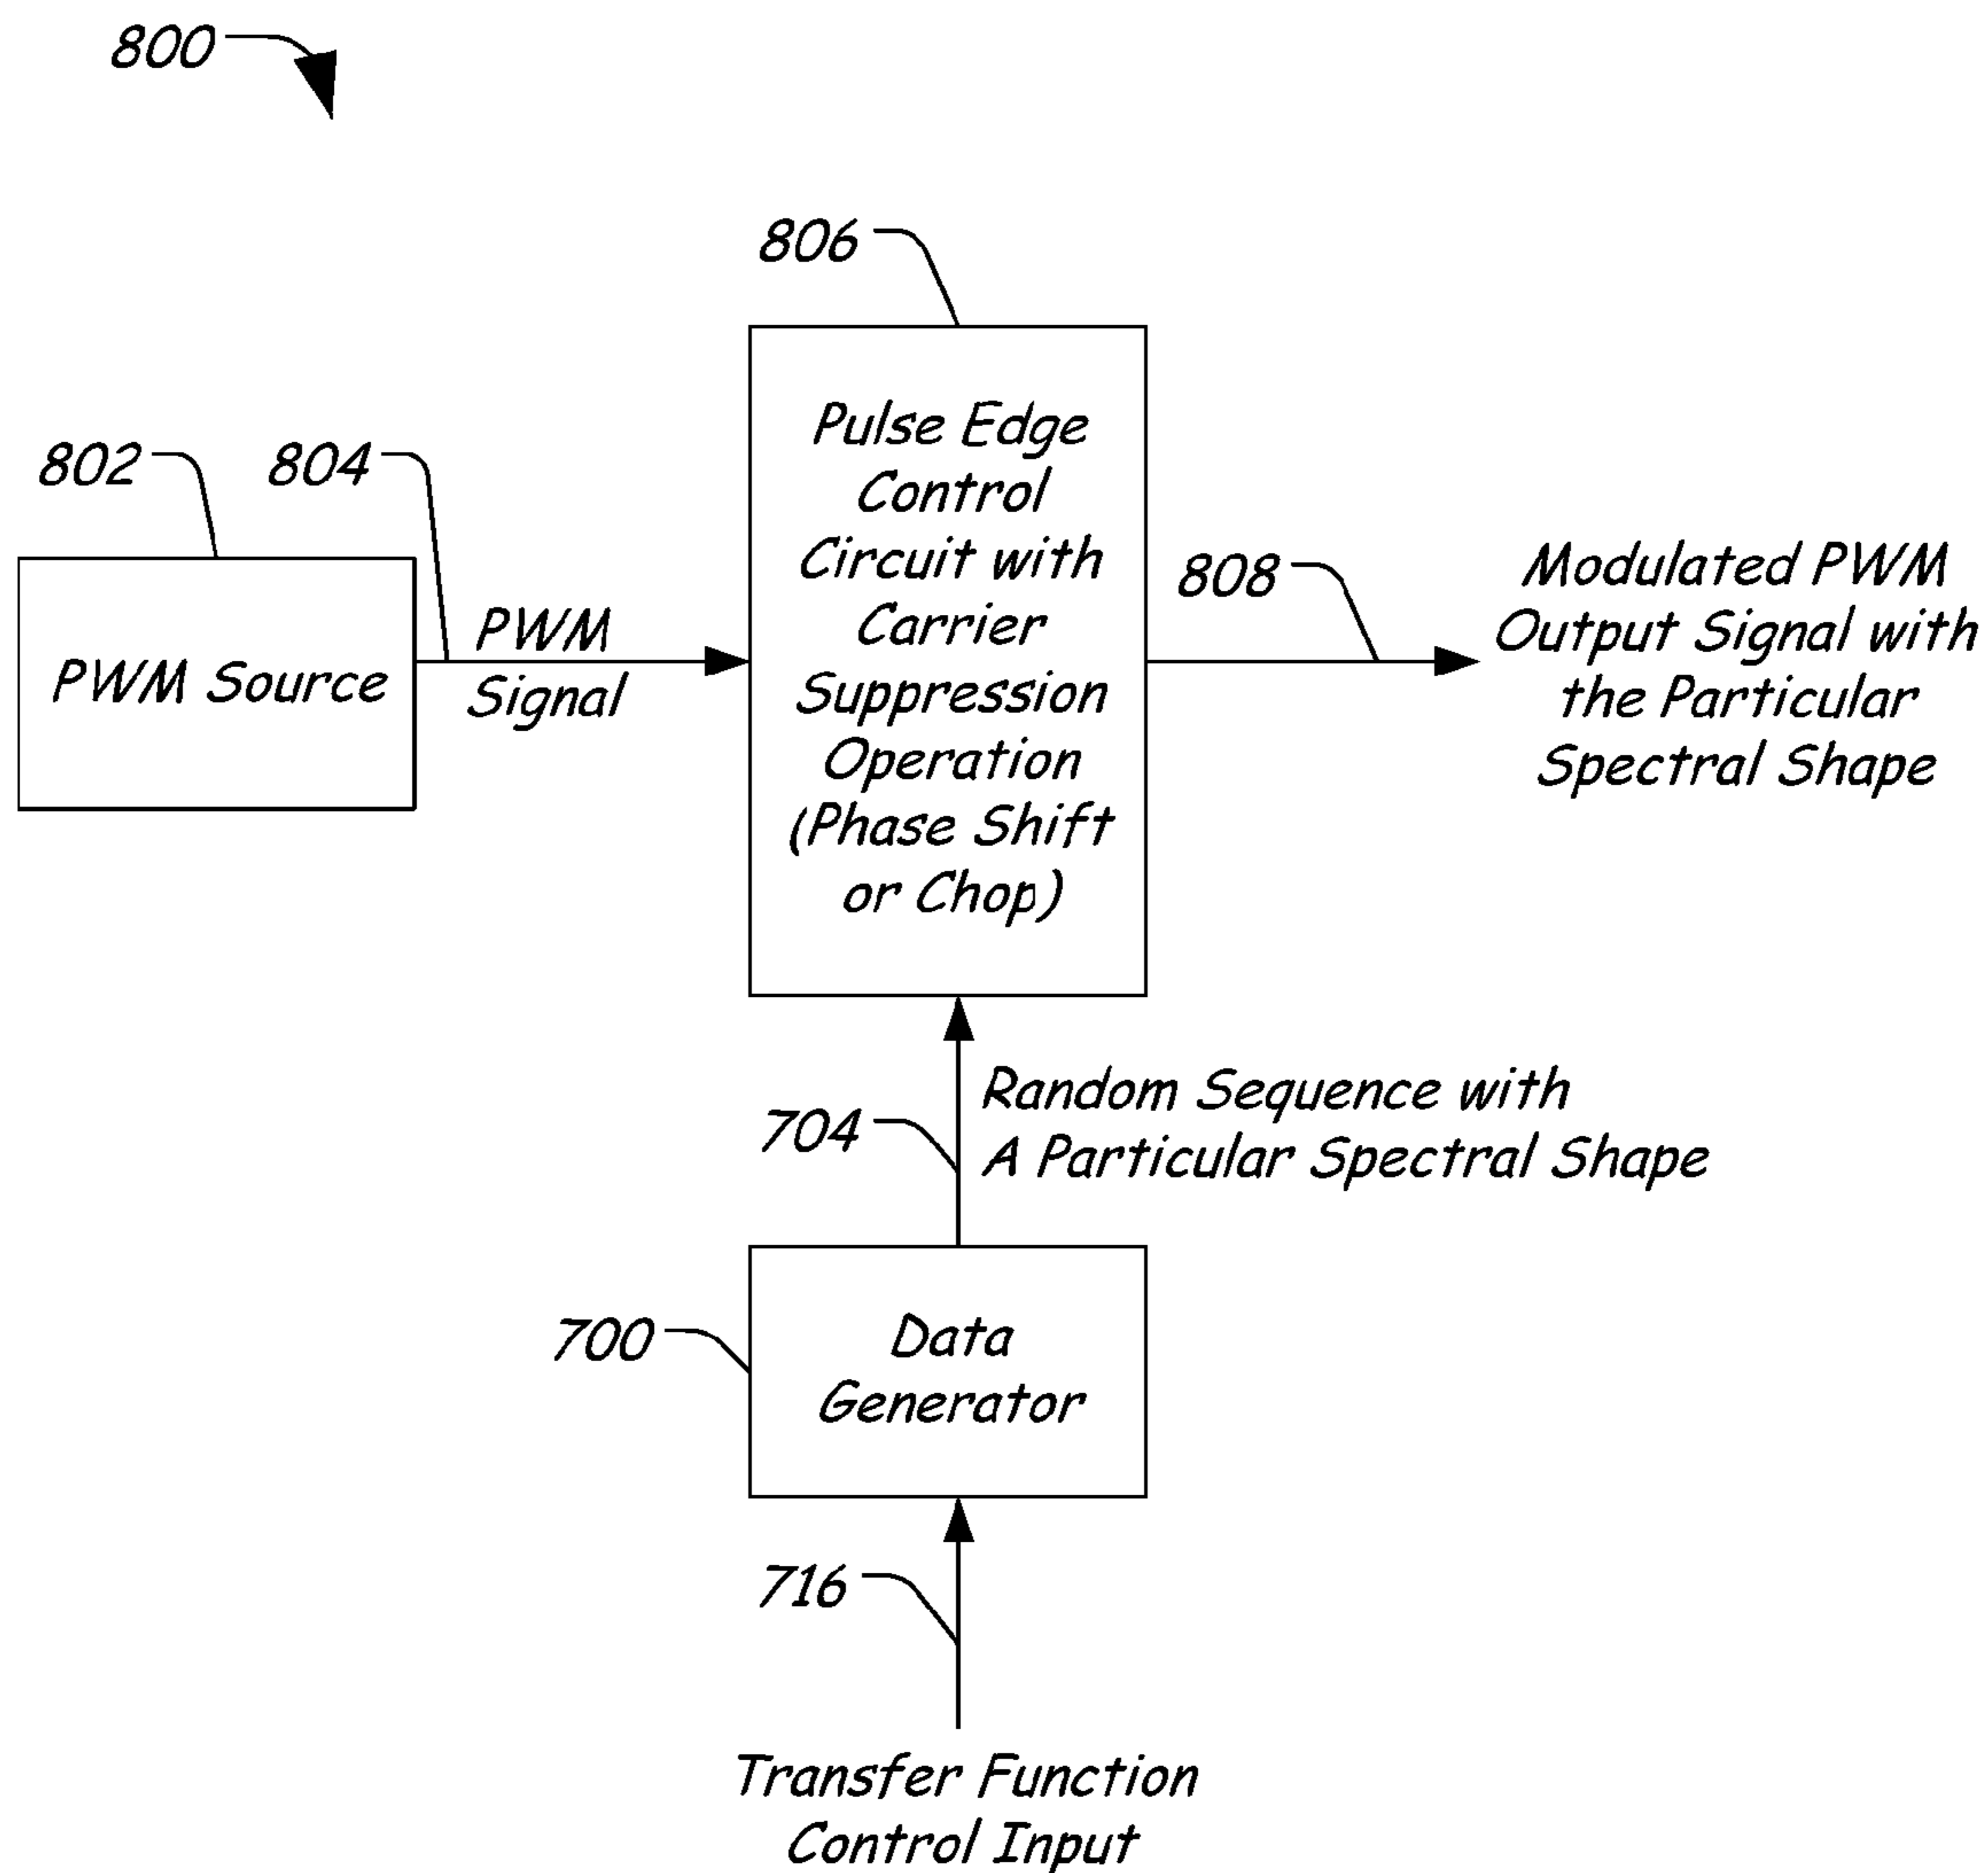 800
806
Pulse Edge
Control
Circuit with
Carrier
Suppression
Operation
(Phase Shift
or Chop)
802
804
PWM Source
PWM
Signal
808
Modulated PWM
Output Signal with
the Particular
Spectral Shape
704
Random Sequence with
A Particular Spectral Shape
700
Data
Generator
716
Transfer Function
Control Input